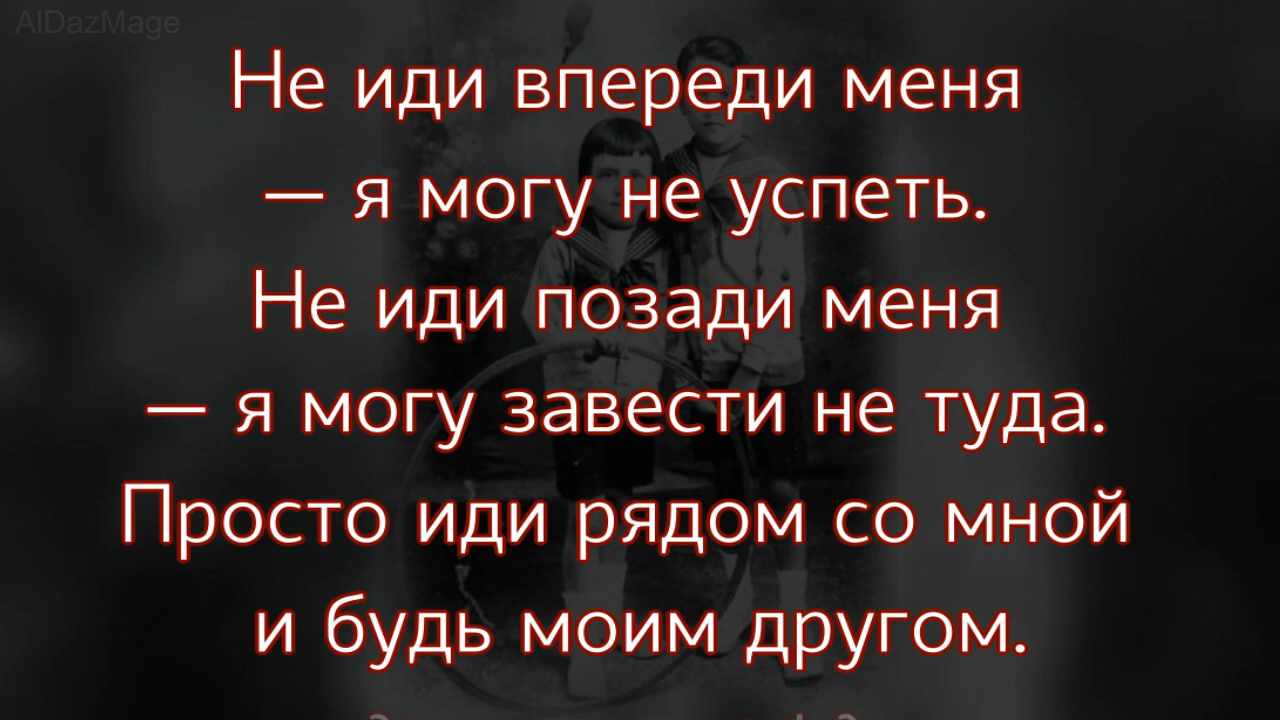 AlDazMage
Не иди впереди меня
— я могу не успеть.
Не иди позади меня
— я могу завести не туда.
Просто иди рядом со мной
и будь моим другом.